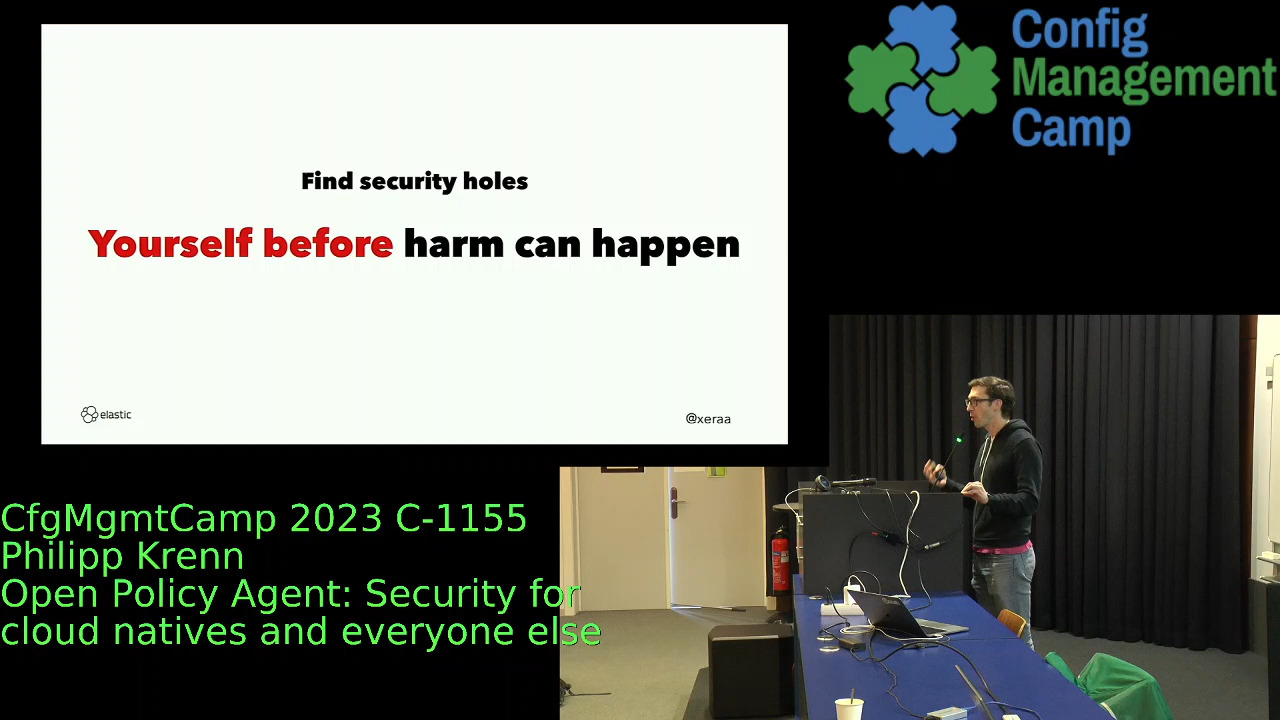 Find security holes
Yourself before harm can happen
elastic
@xeraa
Config
Management
Camp
CfgMgmtCamp 2023 C-1155
Philipp Krenn
Open Policy Agent: Security for
cloud natives and everyone else